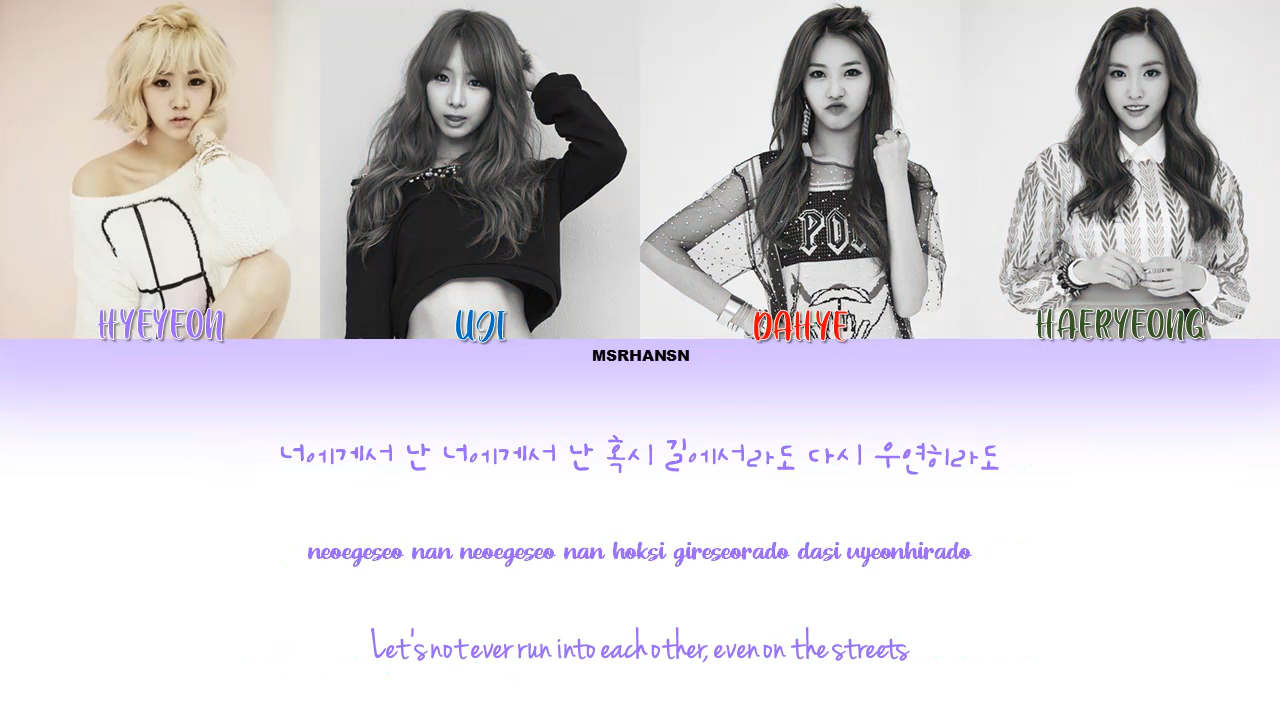 HYEYEON
UJI
DAHYE
HAERYEONG
MSRHANSN
너에게서 난 너에게서 난 혹시 길에서라도 다시 우연히라도
neoegeseo nan neoegeseo nan hoksi gireseorado dasi uyeonhirado
Let's not ever run into each other, even on the streets